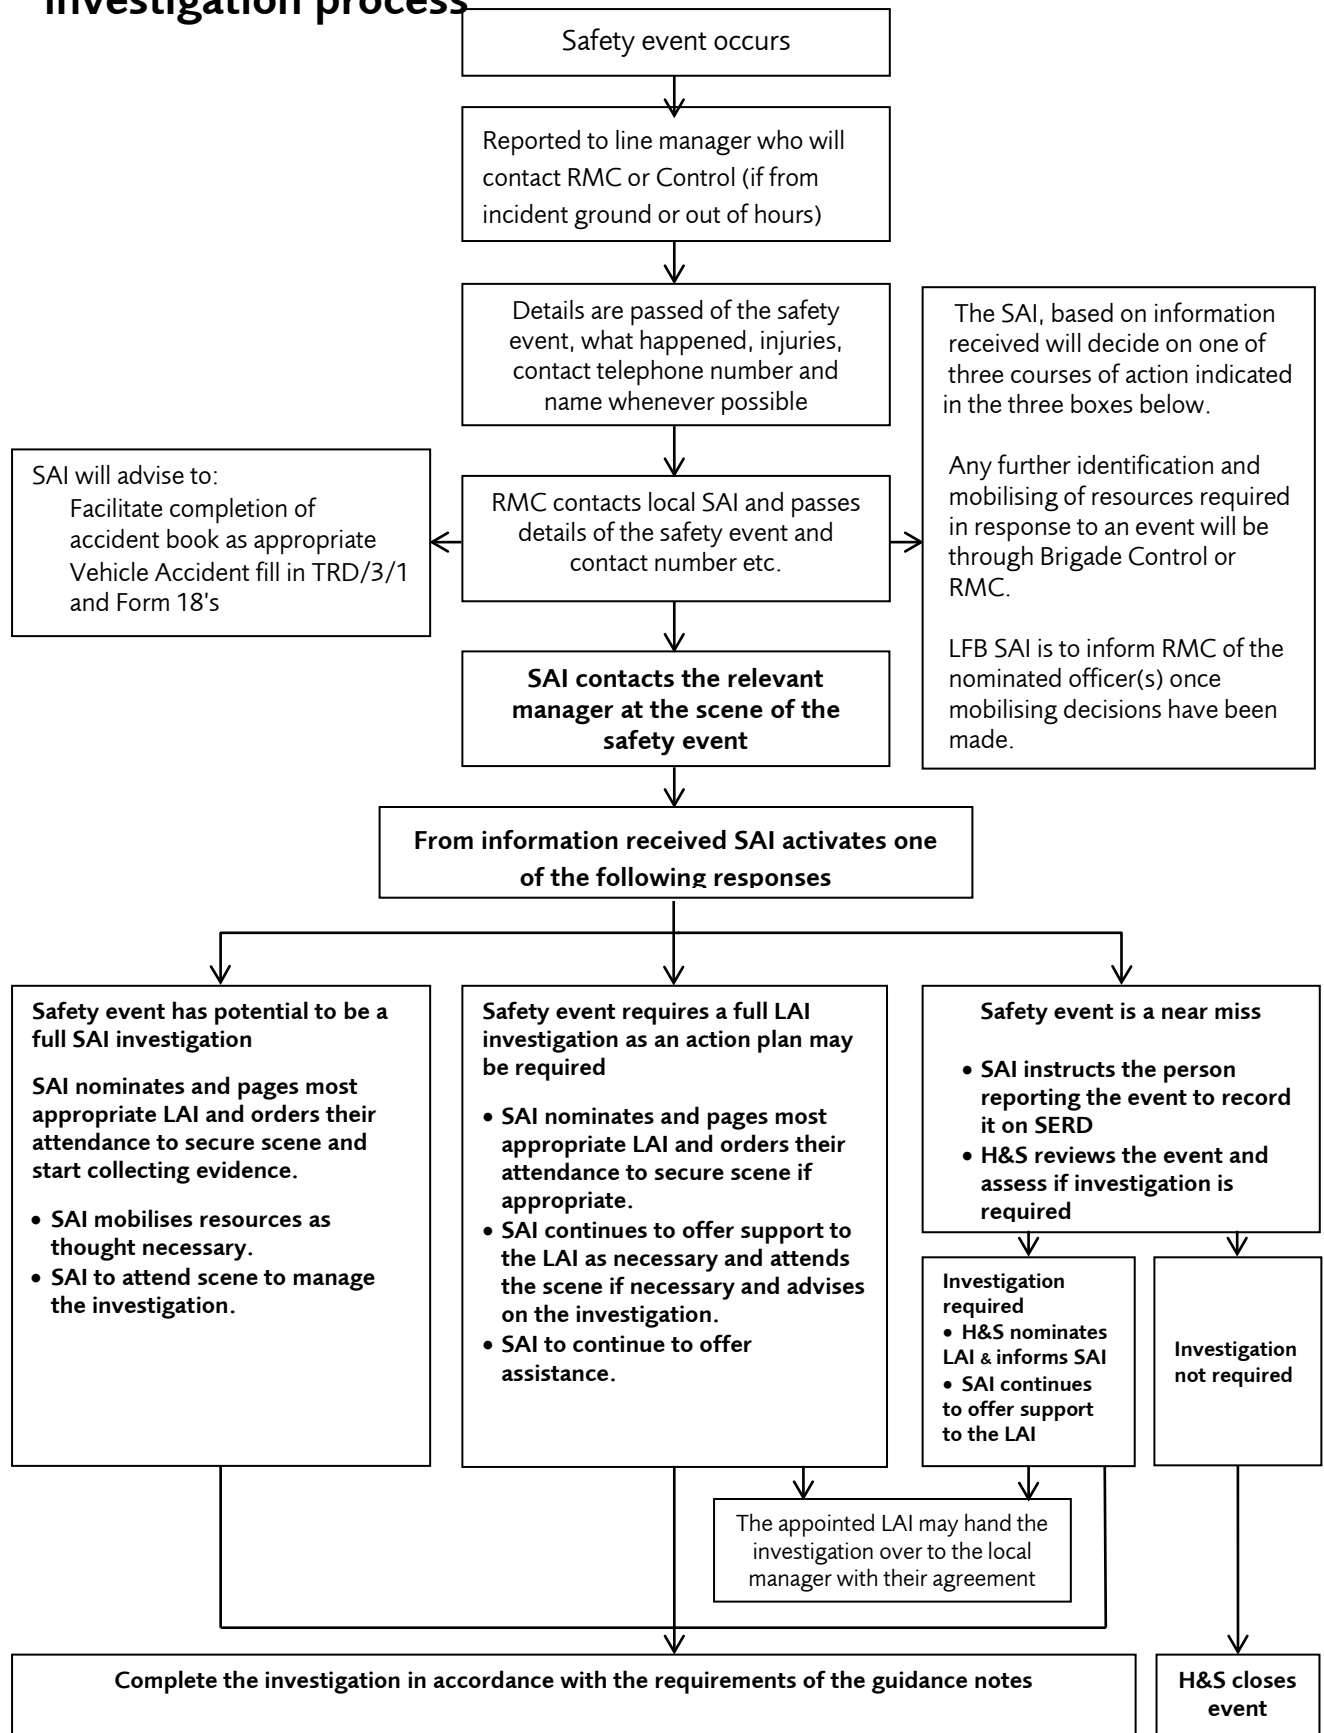 investigation process
Safety event occurs
Reported to line manager who will
contact RMC or Control (if from
incident ground or out of hours)
Details are passed of the safety
event, what happened, injuries,
contact telephone number and
name whenever possible
The SAI, based on information
received will decide on one of
three courses of action indicated
in the three boxes below.
Any further identification and
mobilising of resources required
in response to an event will be
through Brigade Control or
RMC.
LFB SAI is to inform RMC of the
nominated officer(s) once
mobilising decisions have been
made.
SAI will advise to:
Facilitate completion of
accident book as appropriate
Vehicle Accident fill in TRD/3/1
and Form 18's
RMC contacts local SAI and passes
details of the safety event and
contact number etc.
SAI contacts the relevant
manager at the scene of the
safety event
From information received SAI activates one
of the following responses
Safety event has potential to be a
full SAI investigation
SAI nominates and pages most
appropriate LAI and orders their
attendance to secure scene and
start collecting evidence.
• SAI mobilises resources as
thought necessary.
• SAI to attend scene to manage
the investigation.
Safety event requires a full LAI
investigation as an action plan may
be required
• SAI nominates and pages most
appropriate LAI and orders their
attendance to secure scene if
appropriate.
• SAI continues to offer support to
the LAI as necessary and attends
the scene if necessary and advises
on the investigation.
• SAI to continue to offer
assistance.
Safety event is a near miss
• SAI instructs the person
reporting the event to record
it on SERD
• H&S reviews the event and
assess if investigation is
required
Investigation
required
• H&S nominates
LAI & informs SAI
• SAI continues
to offer support
to the LAI
Investigation
not required
The appointed LAI may hand the
investigation over to the local
manager with their agreement
Complete the investigation in accordance with the requirements of the guidance notes
H&S closes
event